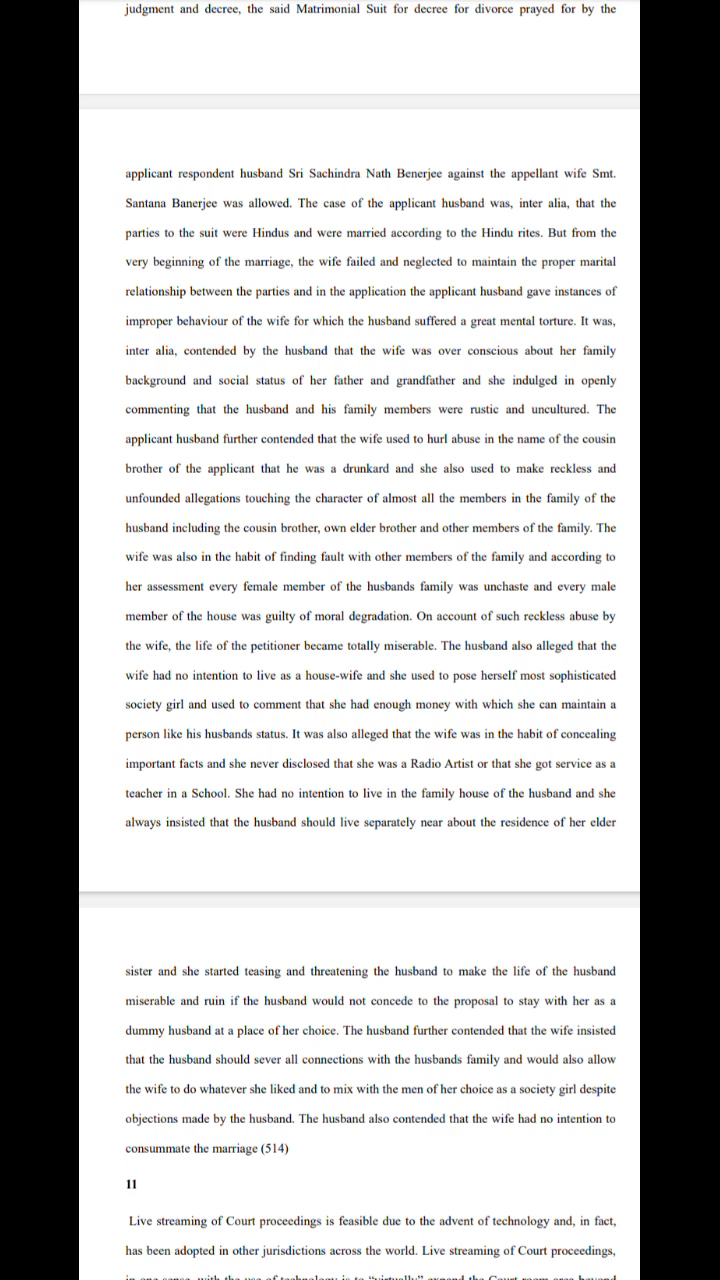 judgment and decree, the said Matrimonial Suit for decree for divorce prayed for by the
applicant respondent husband Sri Sachindra Nath Benerjee against the appellant wife Smt.
Santana Banerjee was allowed. The case of the applicant husband was, inter alia, that the
parties to the suit were Hindus and were married according to the Hindu rites. But from the
very beginning of the marriage, the wife failed and neglected to maintain the proper marital
relationship between the parties and in the application the applicant husband gave instances of
improper behaviour of the wife for which the husband suffered a great mental torture. It was,
inter alia, contended by the husband that the wife was over conscious about her family
background and social status of her father and grandfather and she indulged in openly
commenting that the husband and his family members were rustic and uncultured. The
applicant husband further contended that the wife used to hurl abuse in the name of the cousin
brother of the applicant that he was a drunkard and she also used to make reckless and
unfounded allegations touching the character of almost all the members in the family of the
husband including the cousin brother, own elder brother and other members of the family. The
wife was also in the habit of finding fault with other members of the family and according to
her assessment every female member of the husbands family was unchaste and every male
member of the house was guilty of moral degradation. On account of such reckless abuse by
the wife, the life of the petitioner became totally miserable. The husband also alleged that the
wife had no intention to live as a house-wife and she used to pose herself most sophisticated
society girl and used to comment that she had enough money with which she can maintain a
person like his husbands status. It was also alleged that the wife was in the habit of concealing
important facts and she never disclosed that she was a Radio Artist or that she got service as a
teacher in a School. She had no intention to live in the family house of the husband and she
always insisted that the husband should live separately near about the residence of her elder
sister and she started teasing and threatening the husband to make the life of the husband
miserable and ruin if the husband would not concede to the proposal to stay with her as a
dummy husband at a place of her choice. The husband further contended that the wife insisted
that the husband should sever all connections with the husbands family and would also allow
the wife to do whatever she liked and to mix with the men of her choice as a society girl despite
objections made by the husband. The husband also contended that the wife had no intention to
consummate the marriage (514)
11
Live streaming of Court proceedings is feasible due to the advent of technology and, in fact,
has been adopted in other jurisdictions across the world. Live streaming of Court proceedings,
in one sense, with the use of technology is to "virtually" expand the Court room area beyond